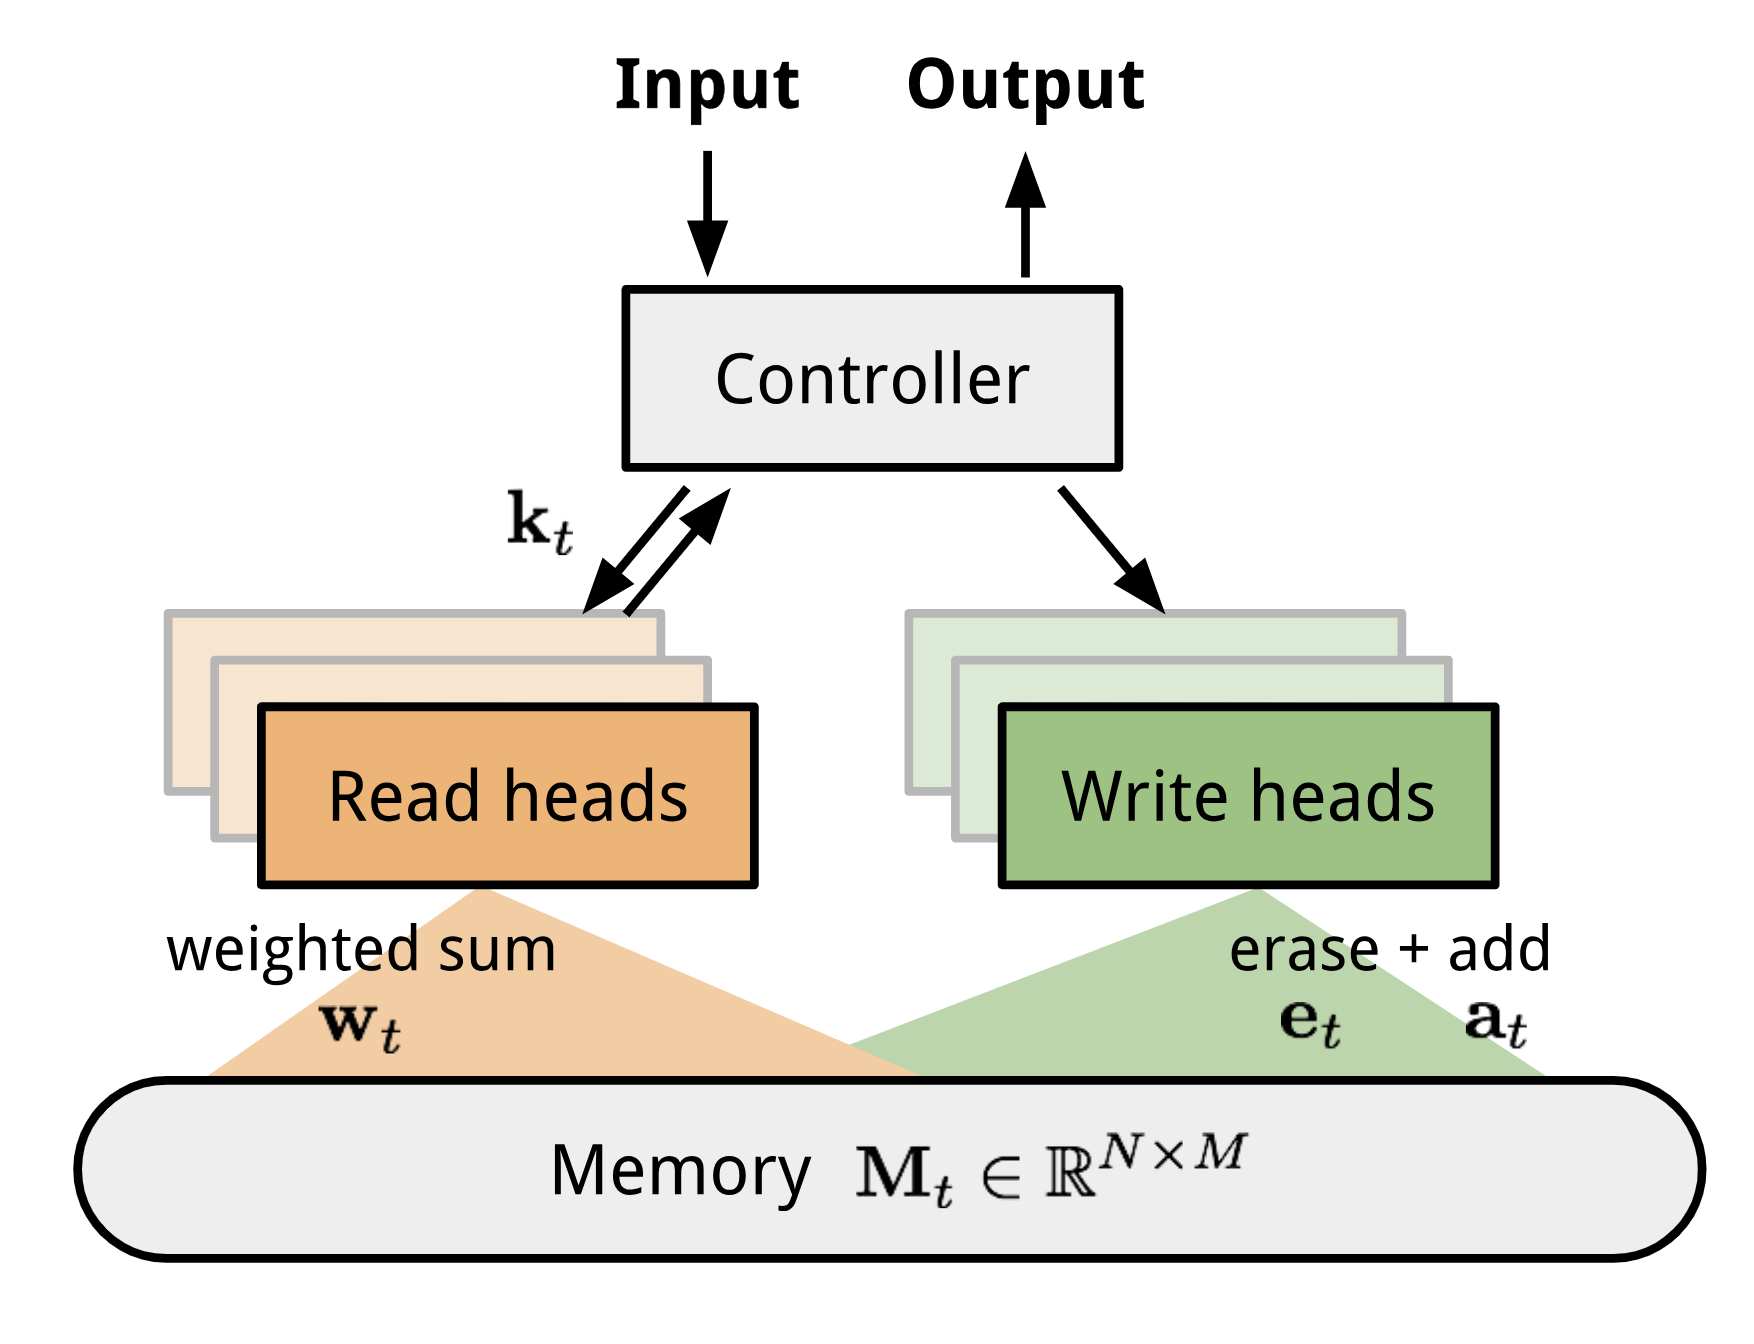 Input Output
Controller
k_t
Read heads Write heads
weighted sum erase + add
w_t e_t a_t
Memory M_t ∈ ℝ^{N×M}